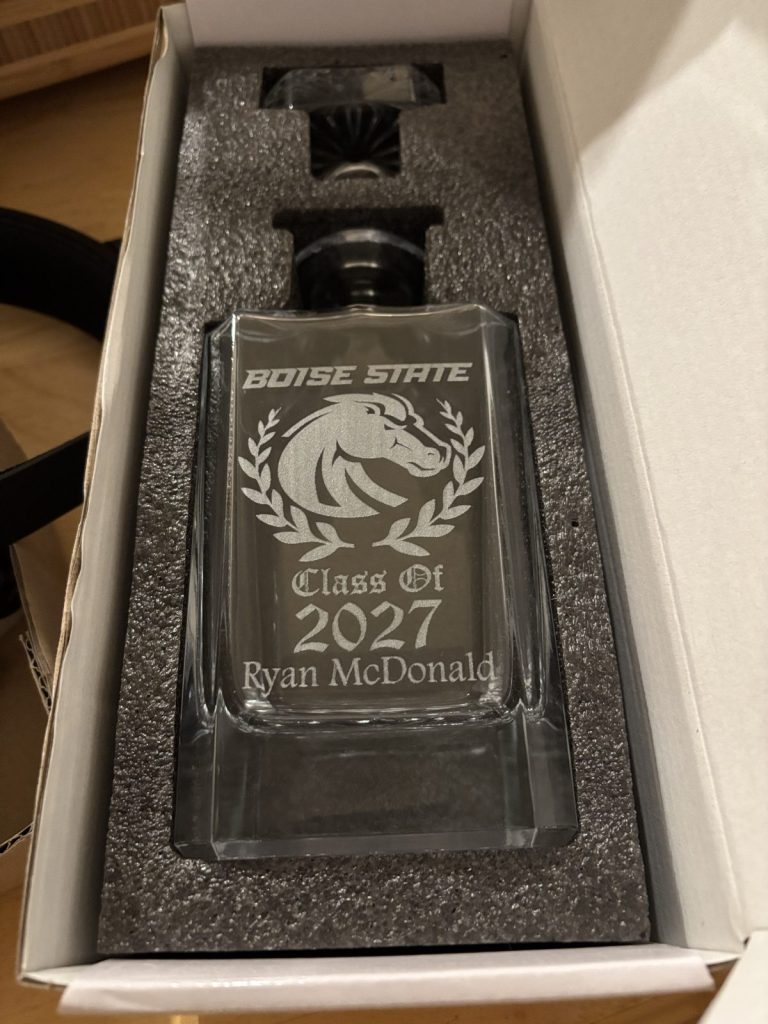 BOISE STATE
Class Of
2027
Ryan McDonald